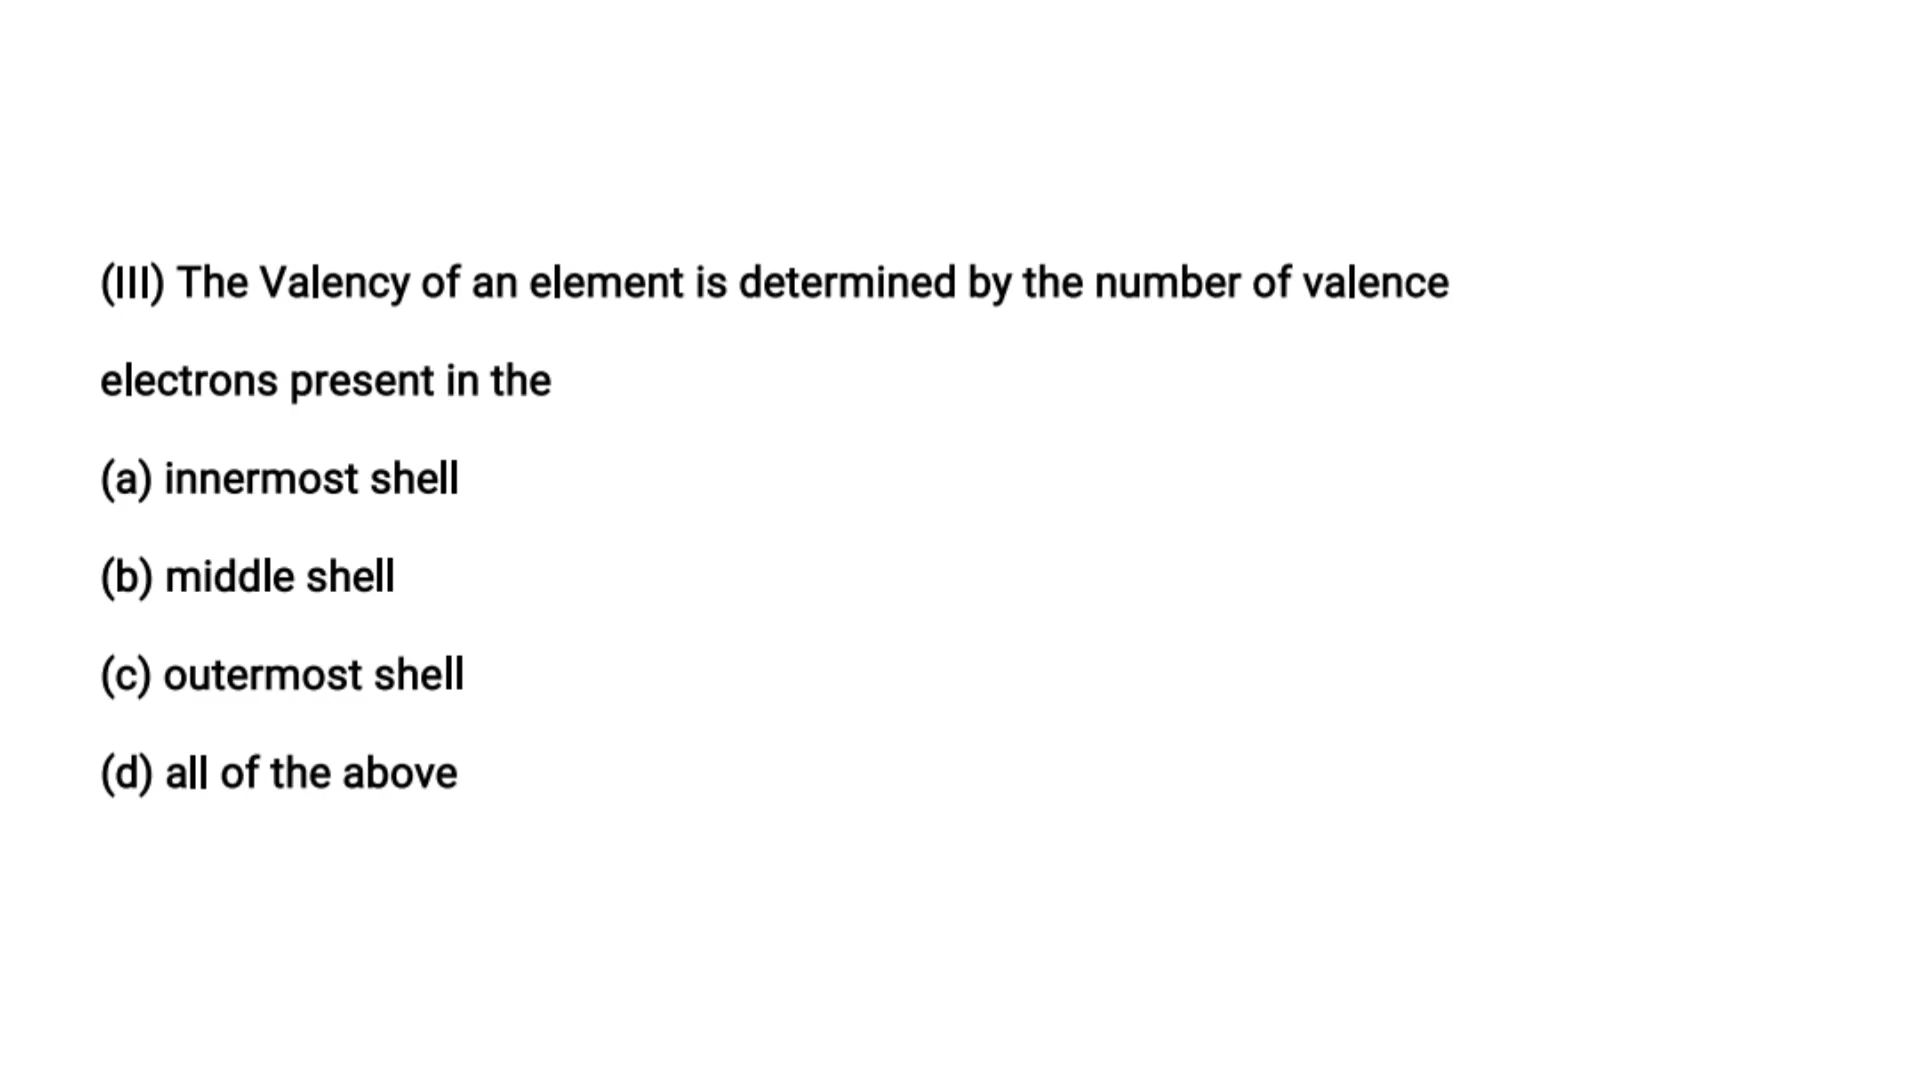 (III) The Valency of an element is determined by the number of valence
electrons present in the
(a) innermost shell
(b) middle shell
(c) outermost shell
(d) all of the above